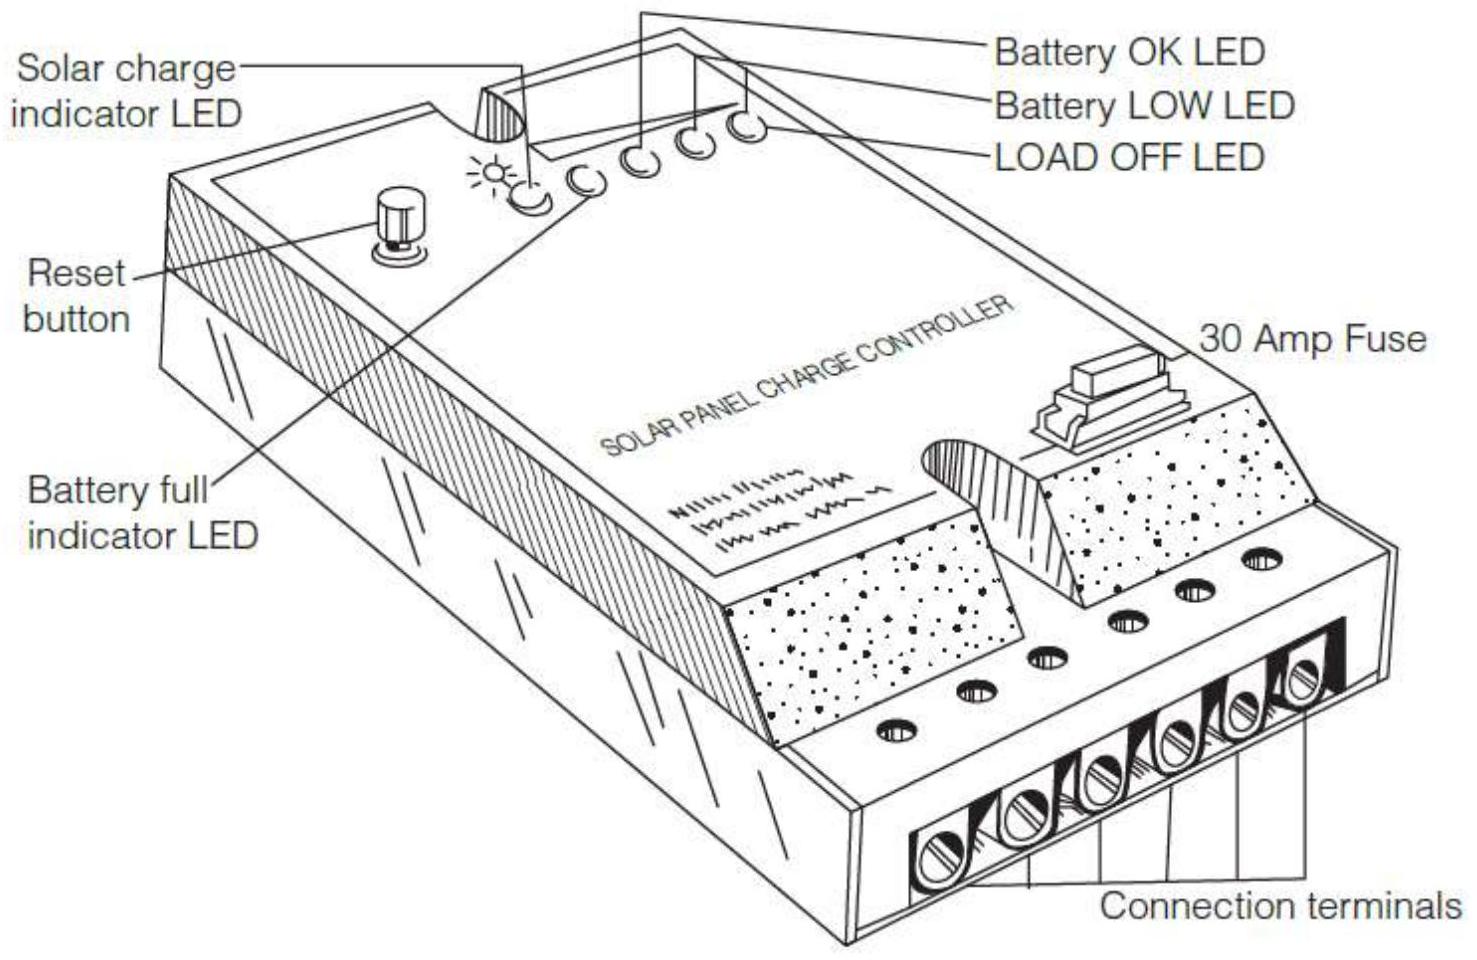 Solar charge
indicator LED
Battery OK LED
Battery LOW LED
LOAD OFF LED
Reset
button
30 Amp Fuse
SOLAR PANEL CHARGE CONTROLLER
Battery full
indicator LED
Connection terminals